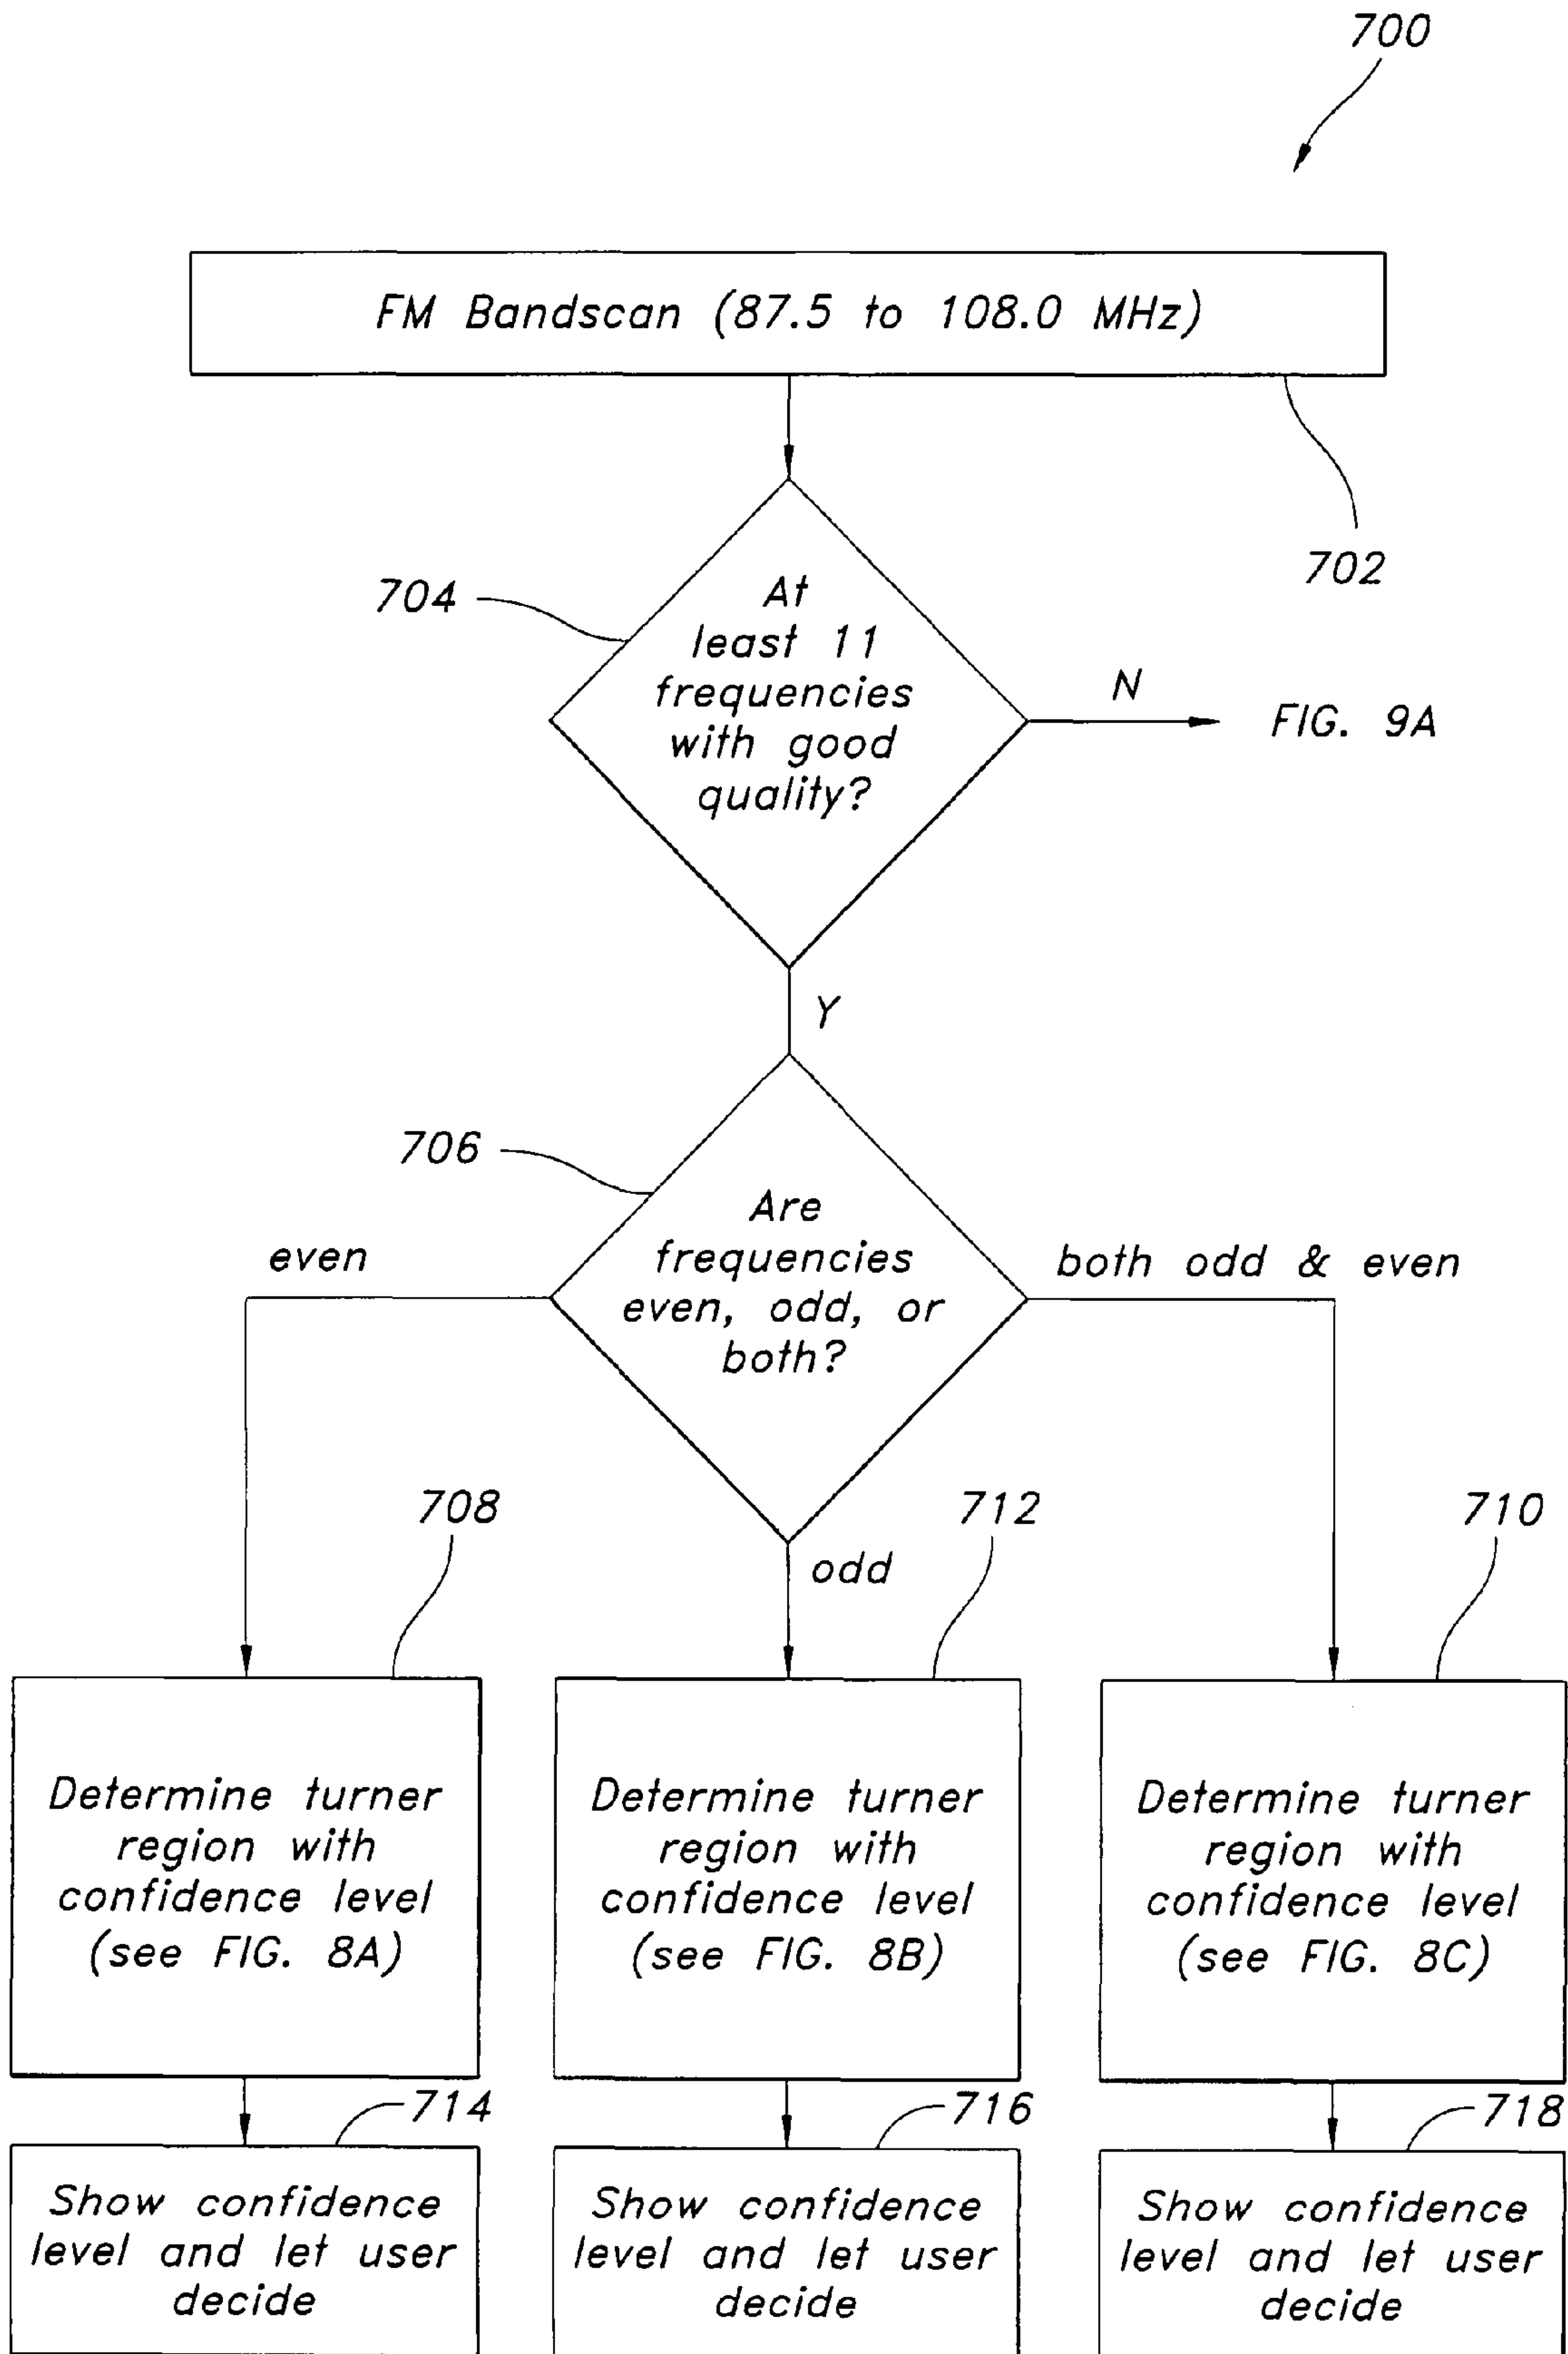 700
FM Bandscan (87.5 to 108.0 MHz)
702
704
At
least 11
frequencies
with good
quality?
N
FIG. 9A
Y
706
Are
frequencies
even, odd, or
both?
even
both odd & even
odd
708
712
710
Determine turner
region with
confidence level
(see FIG. 8A)
Determine turner
region with
confidence level
(see FIG. 8B)
Determine turner
region with
confidence level
(see FIG. 8C)
714
716
718
Show confidence
level and let user
decide
Show confidence
level and let user
decide
Show confidence
level and let user
decide